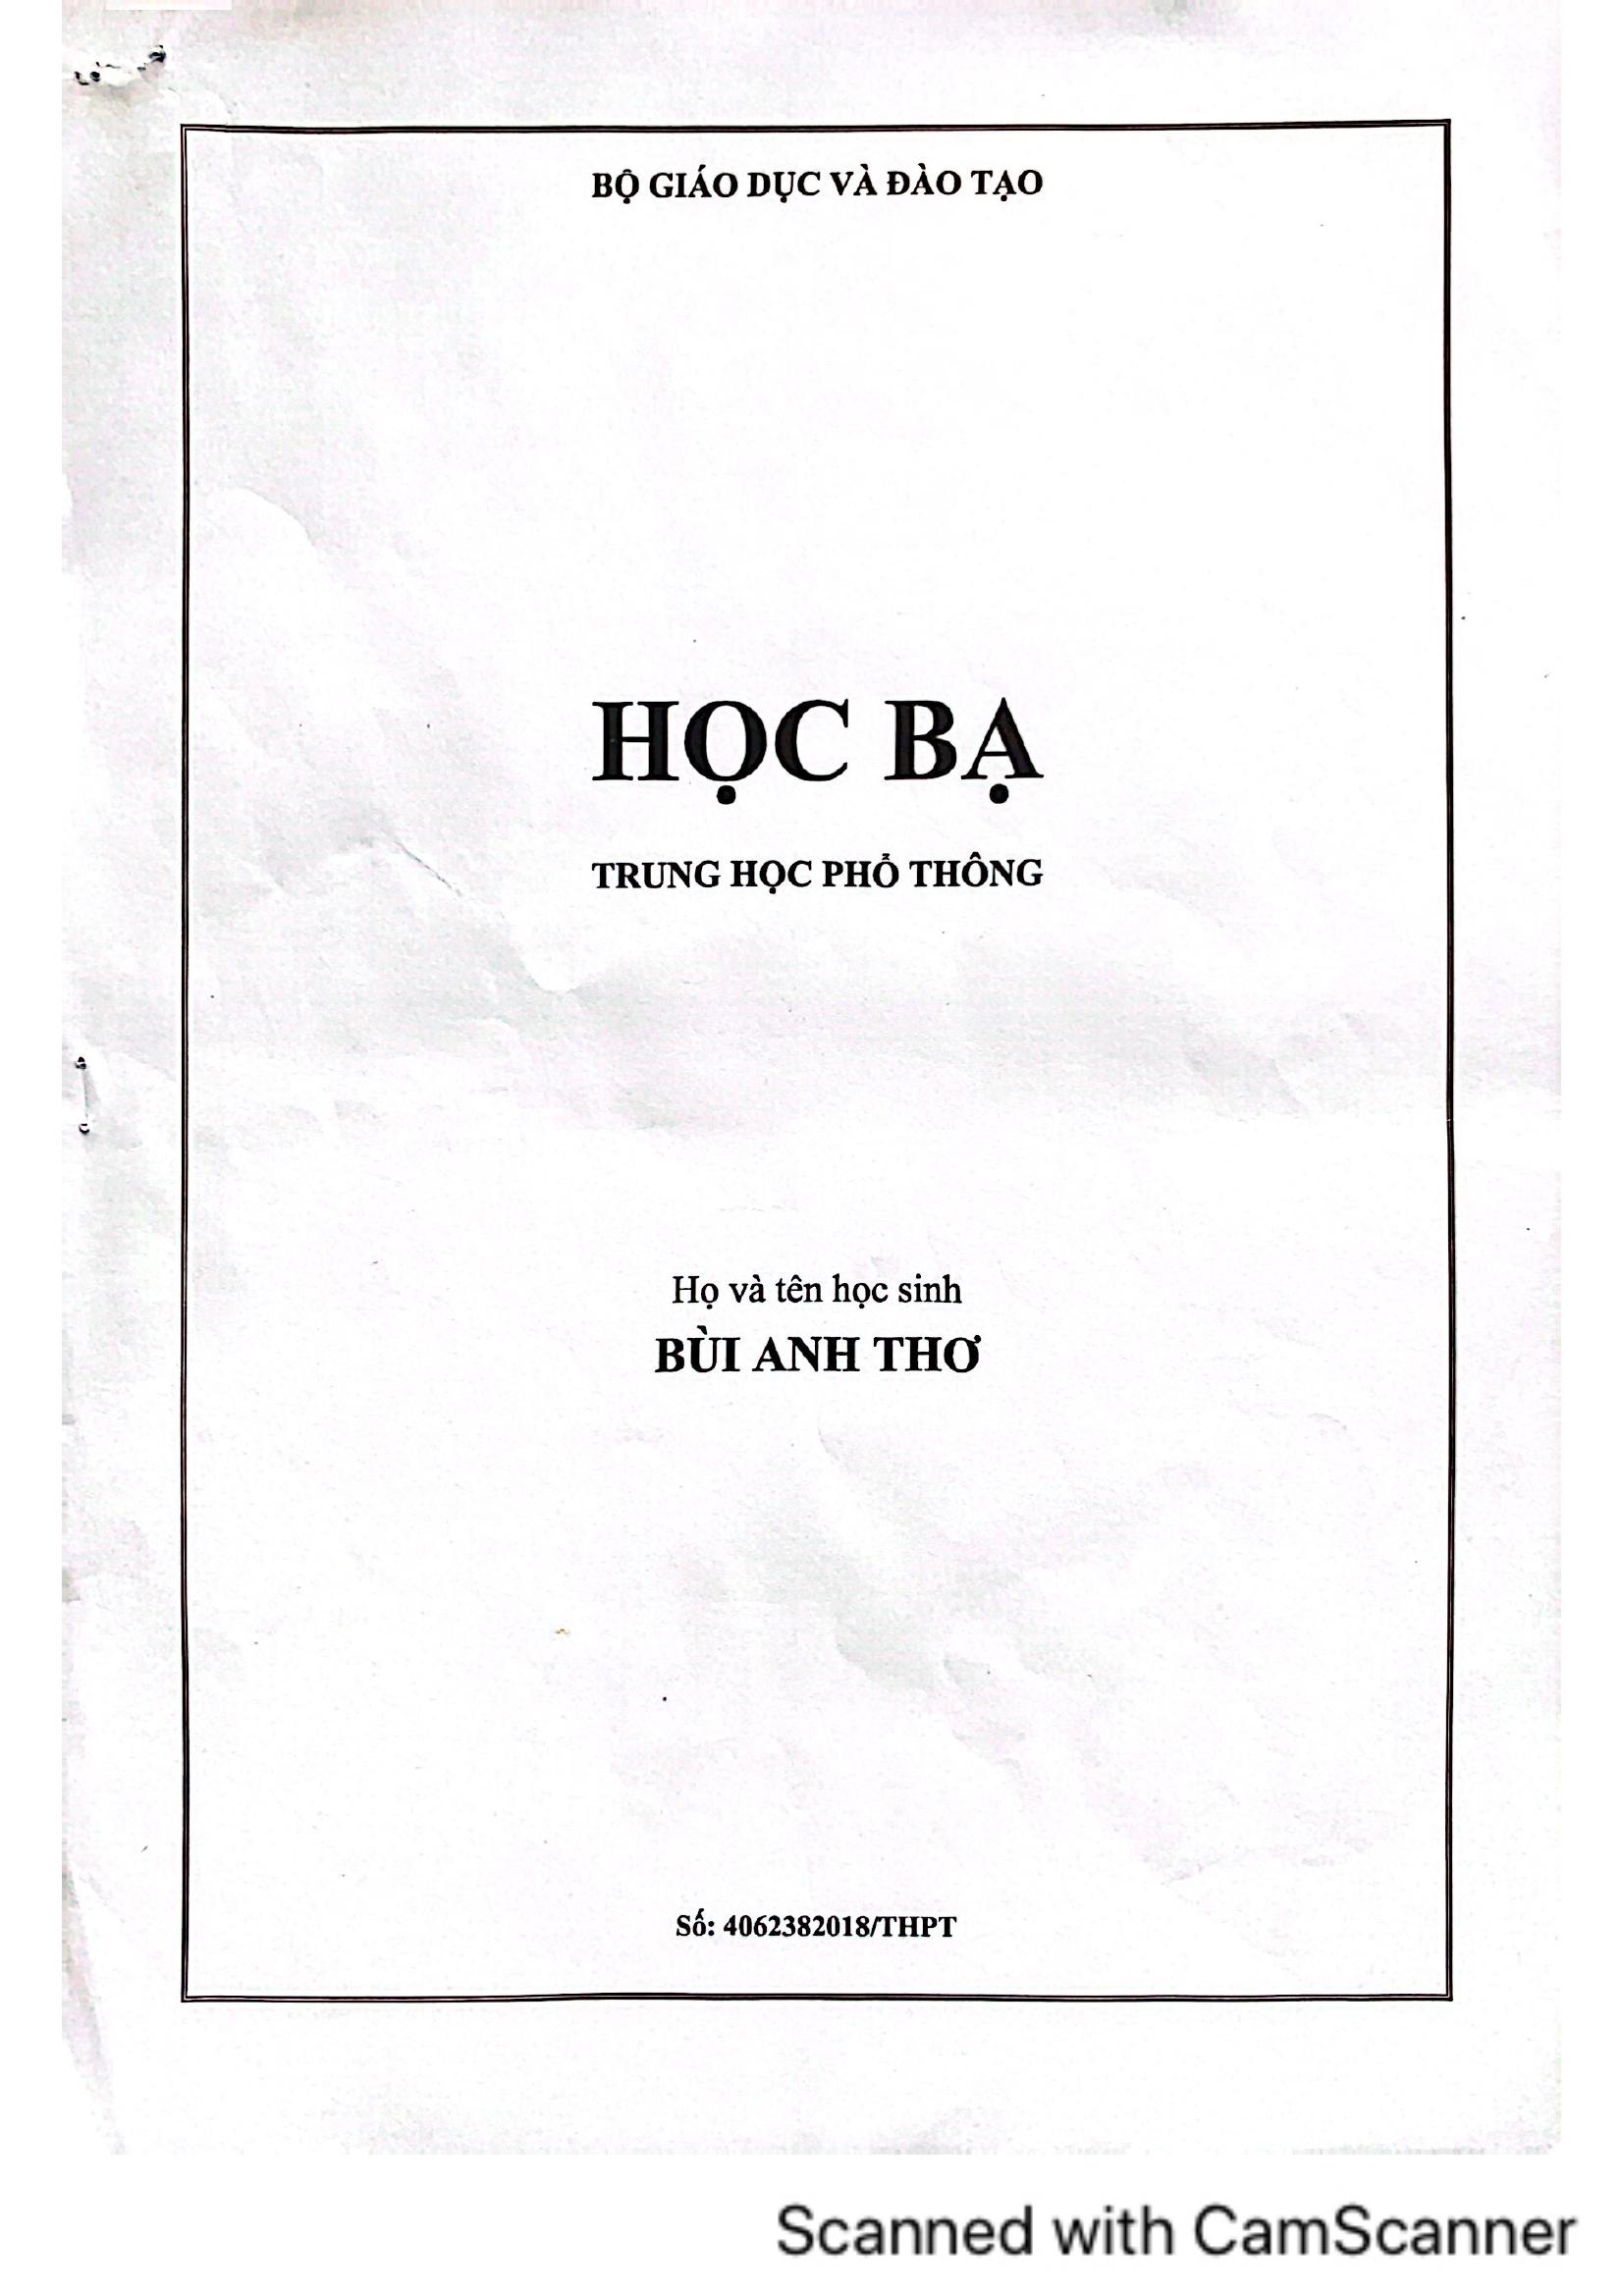 BỘ GIÁO DỤC VÀ ĐÀO TẠO
HỌC BẠ
TRUNG HỌC PHỔ THÔNG
Họ và tên học sinh
BÙI ANH THƠ
Số: 4062382018/THPT
Scanned with CamScanner